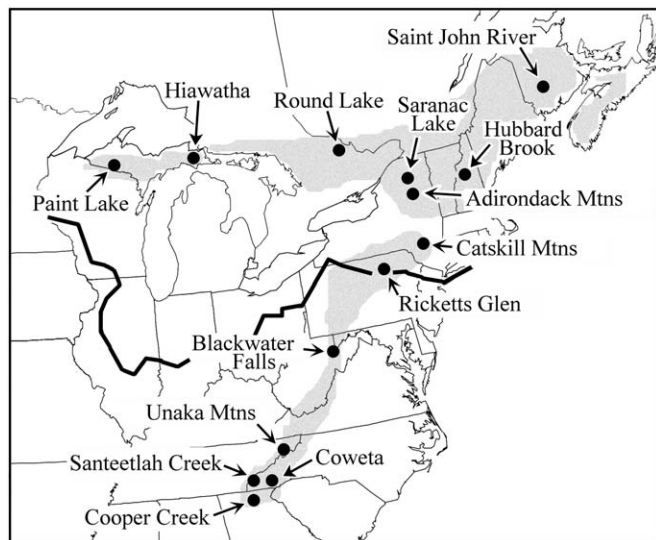 Saint John River
Hiawatha
Round Lake
Saranac
Lake
Hubbard
Brook
Paint Lake
Adirondack Mtns
Catskill Mtns
Ricketts Glen
Blackwater
Falls
Unaka Mtns
Santeetlah Creek
Coweta
Cooper Creek